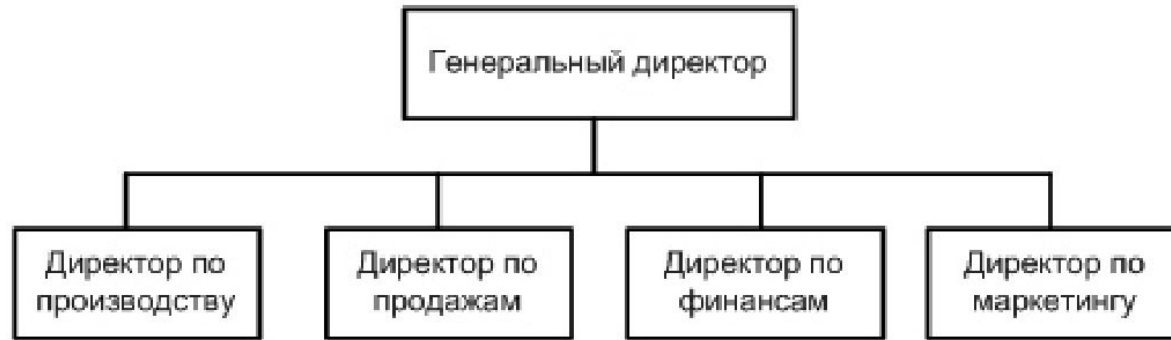 Генеральный директор
Директор по
производству
Директор по
продажам
Директор по
финансам
Директор по
маркетингу